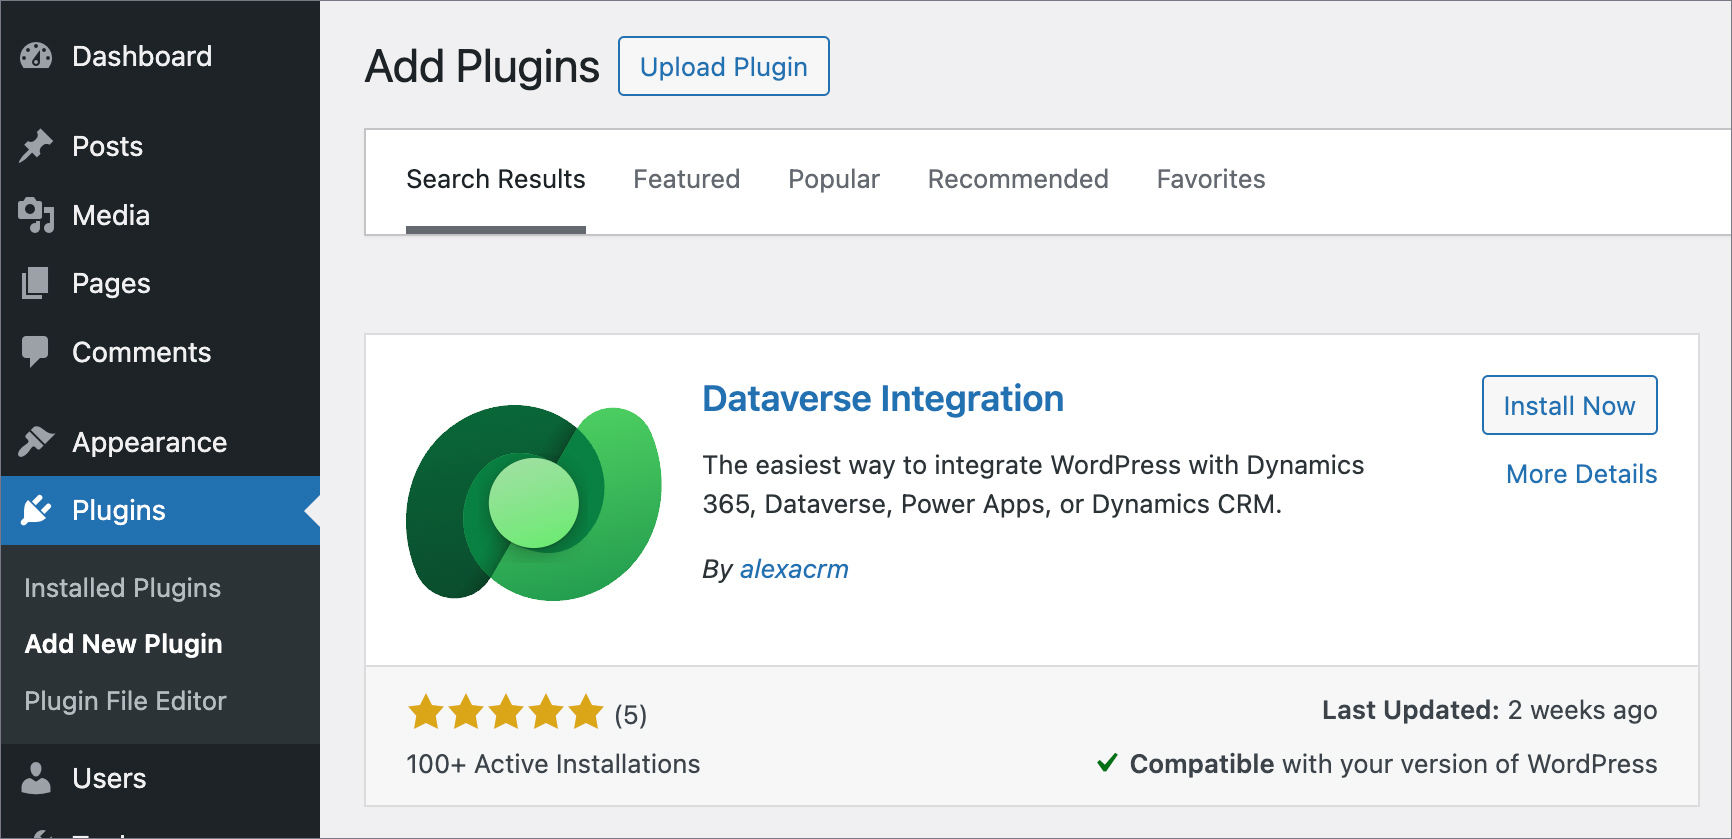 Dashboard
Posts
Media
Pages
Comments
Appearance
Plugins
Installed Plugins
Add New Plugin
Plugin File Editor
Users
Add Plugins
Upload Plugin
Search Results
Featured
Popular
Recommended
Favorites
Dataverse Integration
The easiest way to integrate WordPress with Dynamics
365, Dataverse, Power Apps, or Dynamics CRM.
By alexacrm
Install Now
More Details
(5)
100+ Active Installations
Last Updated: 2 weeks ago
Compatible with your version of WordPress